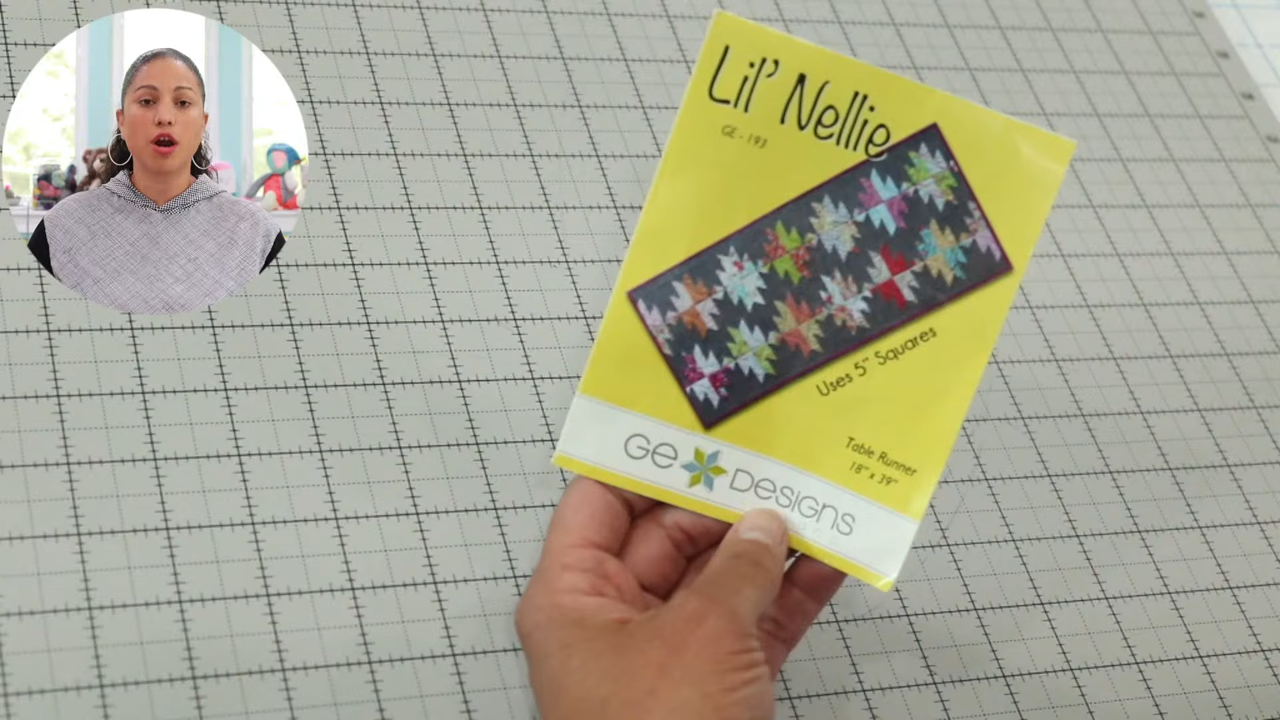 Lil' Nellie
GE - 193
Uses 5" Squares
Table Runner
18" x 39"
GE DESIGNS